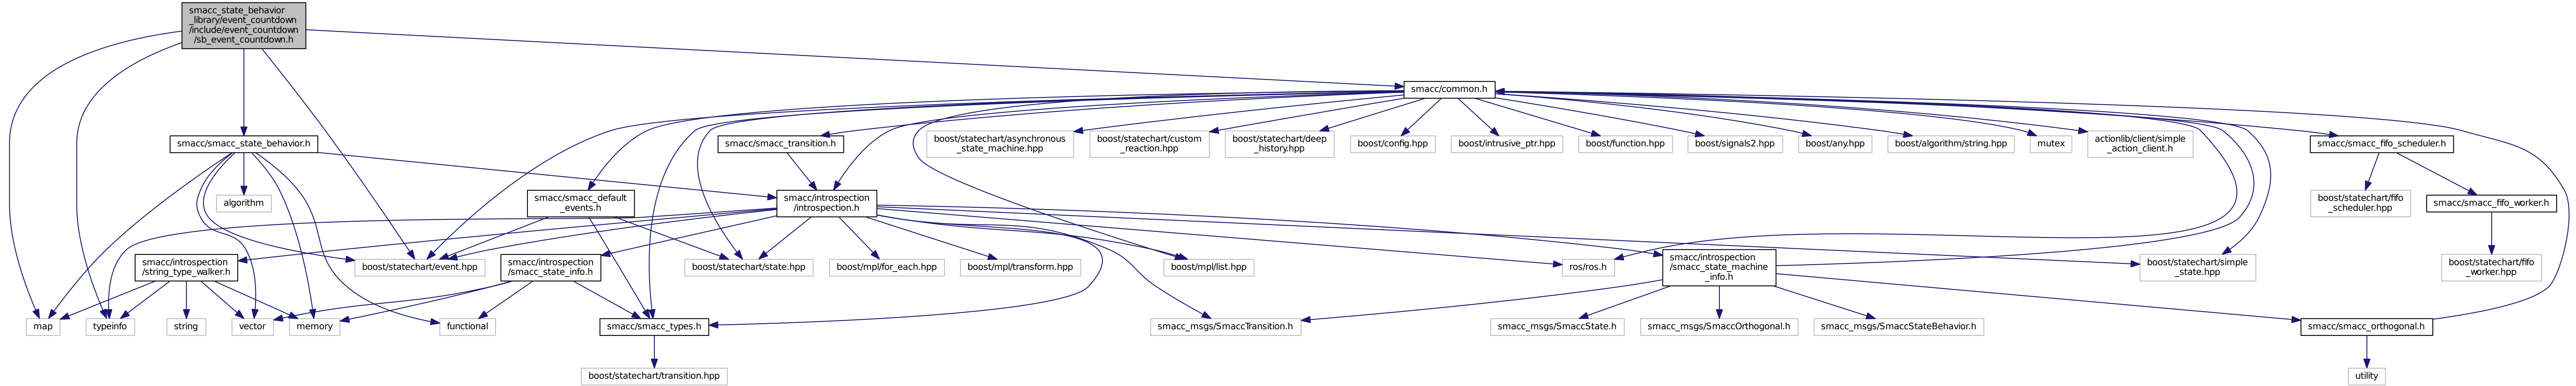 smacc_state_behavior
_library/event_countdown
/include/event_countdown
/sb_event_countdown.h
smacc/common.h
smacc/smacc_state_behavior.h
smacc/smacc_transition.h
boost/statechart/asynchronous
_state_machine.hpp
boost/statechart/custom
_reaction.hpp
boost/statechart/deep
_history.hpp
boost/config.hpp
boost/intrusive_ptr.hpp
boost/function.hpp
boost/signals2.hpp
boost/any.hpp
boost/algorithm/string.hpp
mutex
actionlib/client/simple
_action_client.h
smacc/smacc_fifo_scheduler.h
algorithm
smacc/smacc_default
_events.h
smacc/introspection
/introspection.h
boost/statechart/fifo
_scheduler.hpp
smacc/smacc_fifo_worker.h
smacc/introspection
/string_type_walker.h
boost/statechart/event.hpp
smacc/introspection
/smacc_state_info.h
boost/statechart/state.hpp
boost/mpl/for_each.hpp
boost/mpl/transform.hpp
boost/mpl/list.hpp
ros/ros.h
smacc/introspection
/smacc_state_machine
_info.h
boost/statechart/simple
_state.hpp
boost/statechart/fifo
_worker.hpp
map
typeinfo
string
vector
memory
functional
smacc/smacc_types.h
smacc_msgs/SmaccTransition.h
smacc_msgs/SmaccState.h
smacc_msgs/SmaccOrthogonal.h
smacc_msgs/SmaccStateBehavior.h
smacc/smacc_orthogonal.h
boost/statechart/transition.hpp
utility